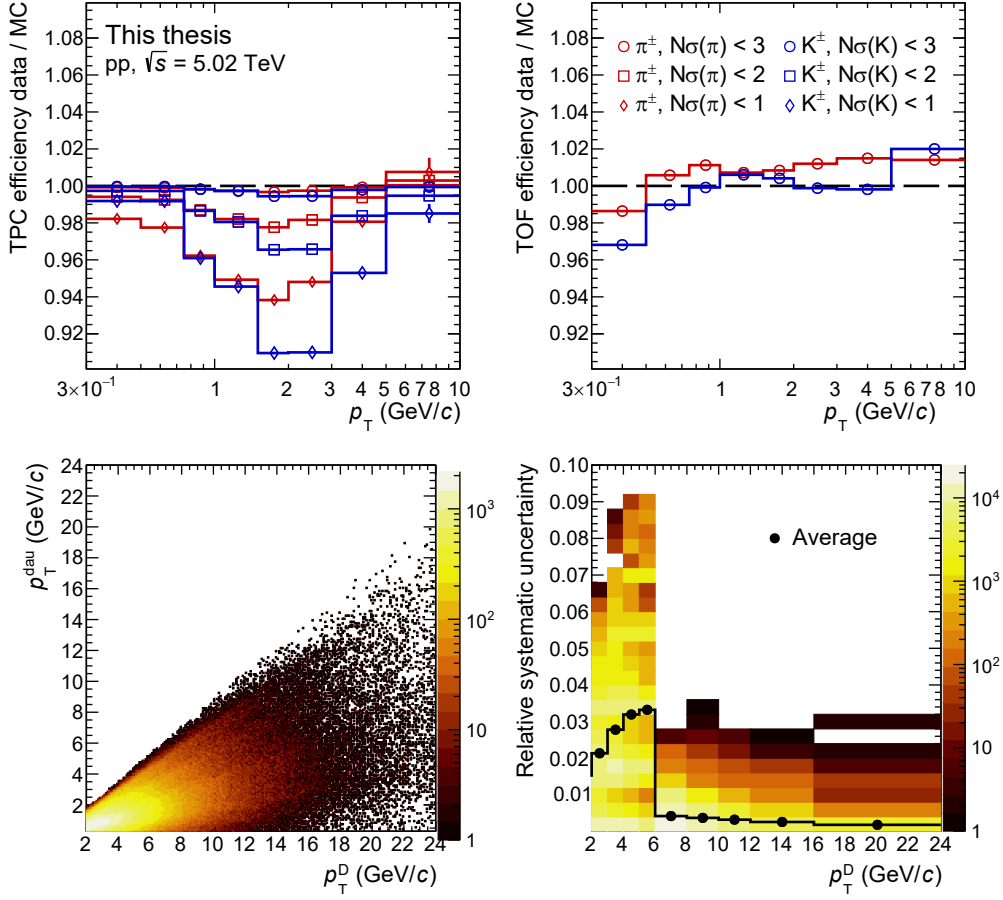 TPC efficiency data / MC
1.08
1.06
1.04
1.02
1.00
0.98
0.96
0.94
0.92
This thesis
pp, √s = 5.02 TeV
3×10⁻¹ 1 2 3 4 5 6 7 8 10
p_T (GeV/c)
TOF efficiency data / MC
1.08
1.06
1.04
1.02
1.00
0.98
0.96
0.94
0.92
π±, Nσ(π) < 3 K±, Nσ(K) < 3
π±, Nσ(π) < 2 K±, Nσ(K) < 2
π±, Nσ(π) < 1 K±, Nσ(K) < 1
3×10⁻¹ 1 2 3 4 5 6 7 8 10
p_T (GeV/c)
p_T^dau (GeV/c)
24
22
20
18
16
14
12
10
8
6
4
2
2 4 6 8 10 12 14 16 18 20 22 24
p_T^D (GeV/c)
10³
10²
10
1
Relative systematic uncertainty
0.10
0.09
0.08
0.07
0.06
0.05
0.04
0.03
0.02
0.01
Average
2 4 6 8 10 12 14 16 18 20 22 24
p_T^D (GeV/c)
10⁴
10³
10²
10
1